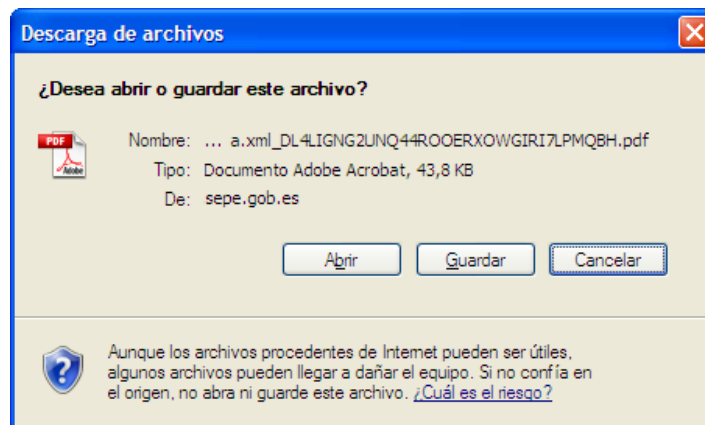 Descarga de archivos
¿Desea abrir o guardar este archivo?
PDF
Adobe
Nombre: ... a.xml_DL4LIGNG2UNQ44ROOERXOWGIRI7LPMQBH.pdf
Tipo: Documento Adobe Acrobat, 43,8 KB
De: sepe.gob.es
Abrir Guardar Cancelar
Aunque los archivos procedentes de Internet pueden ser útiles,
algunos archivos pueden llegar a dañar el equipo. Si no confía en
el origen, no abra ni guarde este archivo. ¿Cuál es el riesgo?